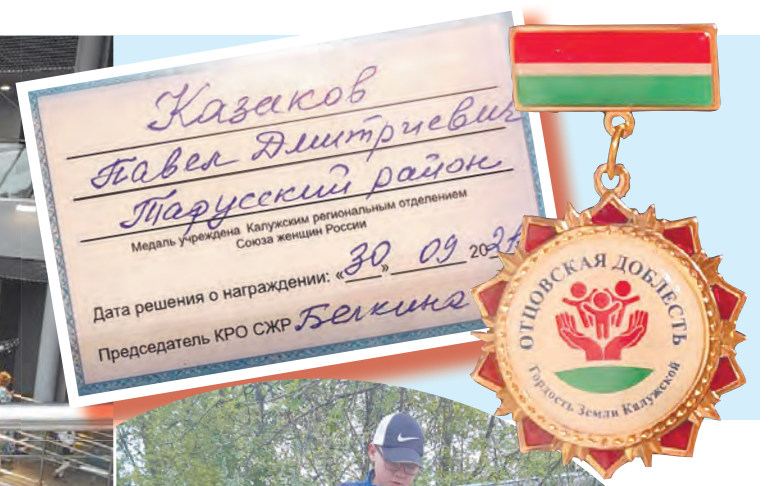 Казаков
Павел Дмитриевич
Тарусский район
Медаль учреждена Калужским региональным отделением
Союза женщин России
Дата решения о награждении: «30» 09 2021
Председатель КРО СЖР Белкина
ОТЦОВСКАЯ ДОБЛЕСТЬ
Гордость Земли Калужской